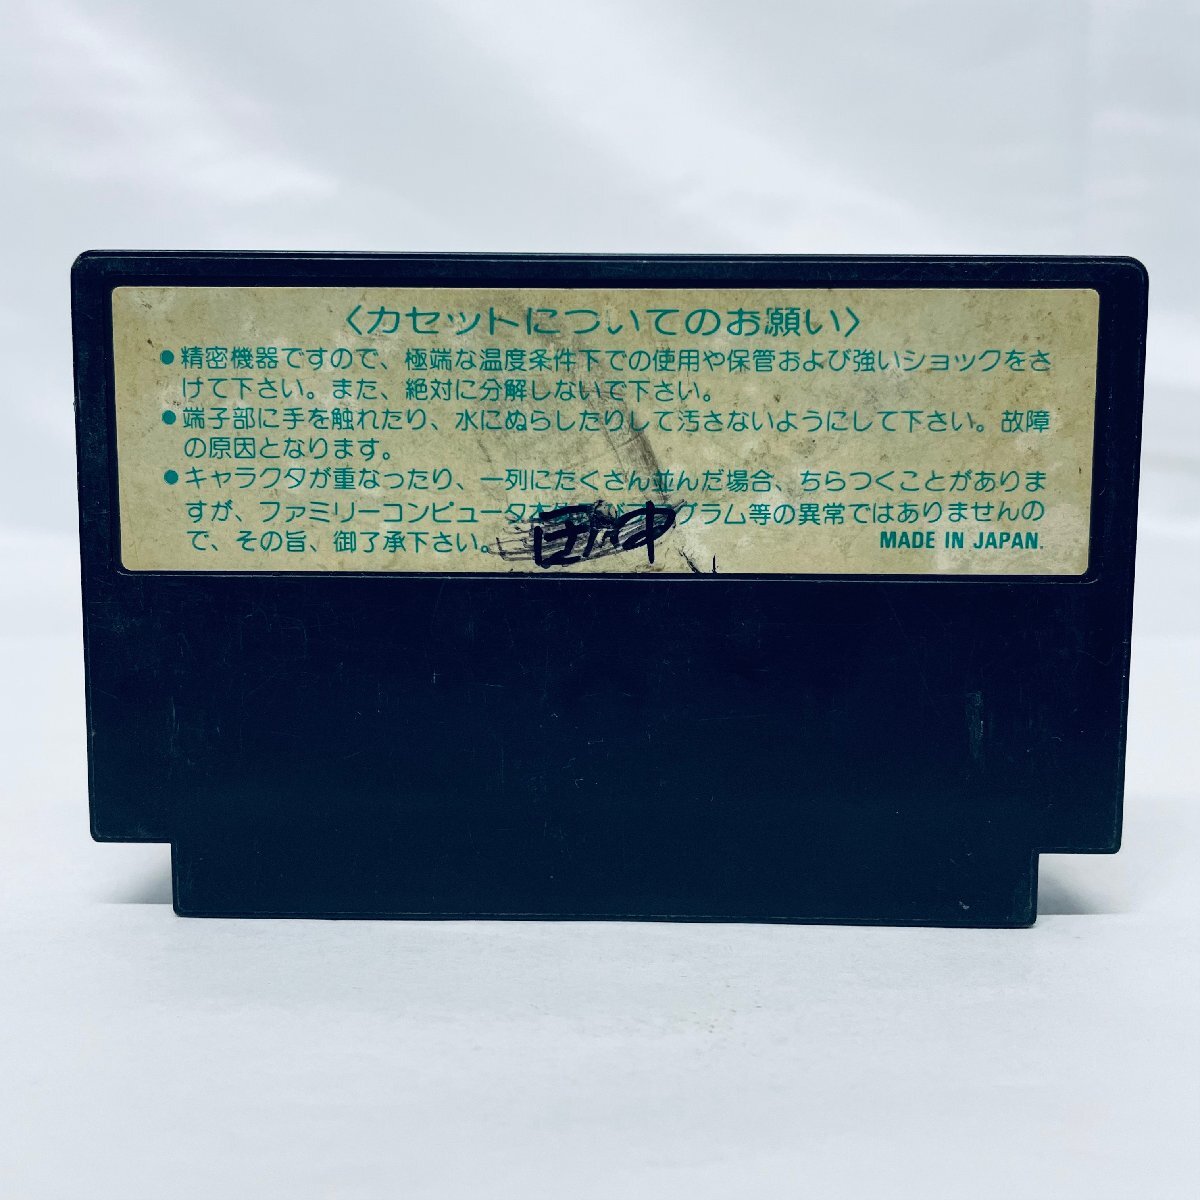 〈カセットについてのお願い〉
●精密機器ですので、極端な温度条件下での使用や保管および強いショックをさ
けて下さい。また、絶対に分解しないで下さい。
●端子部に手を触れたり、水にぬらしたりして汚さないようにして下さい。故障
の原因となります。
●キャラクタが重なったり、一列にたくさん並んだ場合、ちらつくことがありま
すが、ファミリーコンピュータ本 グラム等の異常ではありませんの
で、その旨、御了承下さい。
田中
MADE IN JAPAN.